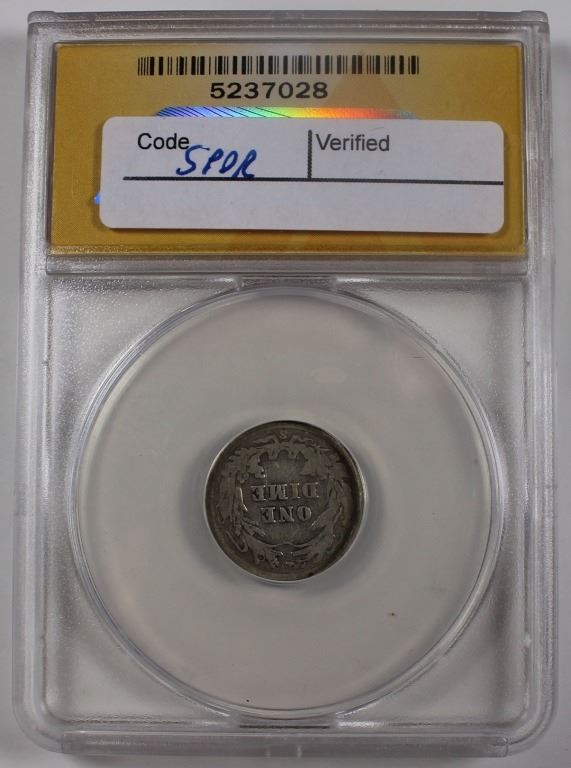 5237028
Code SPDR Verified
ONE
DIME
S